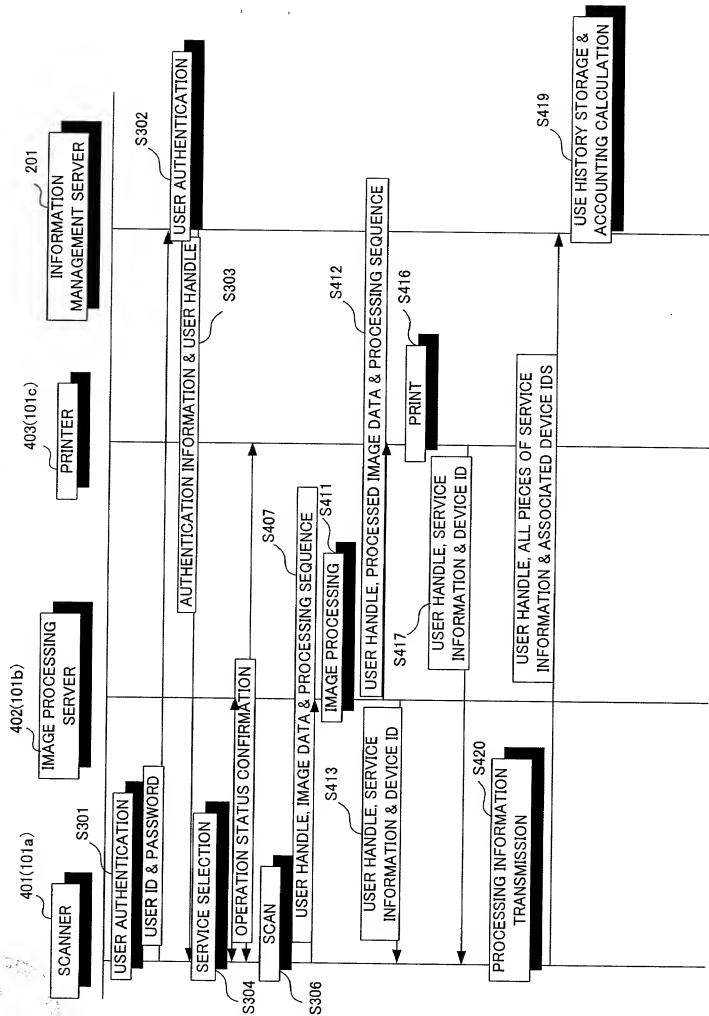 401(101a)
SCANNER
402(101b)
IMAGE PROCESSING
SERVER
403(101c)
PRINTER
201
INFORMATION
MANAGEMENT SERVER
S301
USER AUTHENTICATION
USER ID & PASSWORD
S302
USER AUTHENTICATION
AUTHENTICATION INFORMATION & USER HANDLE
S303
SERVICE SELECTION
S304
OPERATION STATUS CONFIRMATION
SCAN
S306
USER HANDLE, IMAGE DATA & PROCESSING SEQUENCE
S407
S411
IMAGE PROCESSING
USER HANDLE, PROCESSED IMAGE DATA & PROCESSING SEQUENCE
S412
S413
USER HANDLE, SERVICE
INFORMATION & DEVICE ID
S416
PRINT
S417
USER HANDLE, SERVICE
INFORMATION & DEVICE ID
S420
PROCESSING INFORMATION
TRANSMISSION
USER HANDLE, ALL PIECES OF SERVICE
INFORMATION & ASSOCIATED DEVICE IDS
S419
USE HISTORY STORAGE &
ACCOUNTING CALCULATION